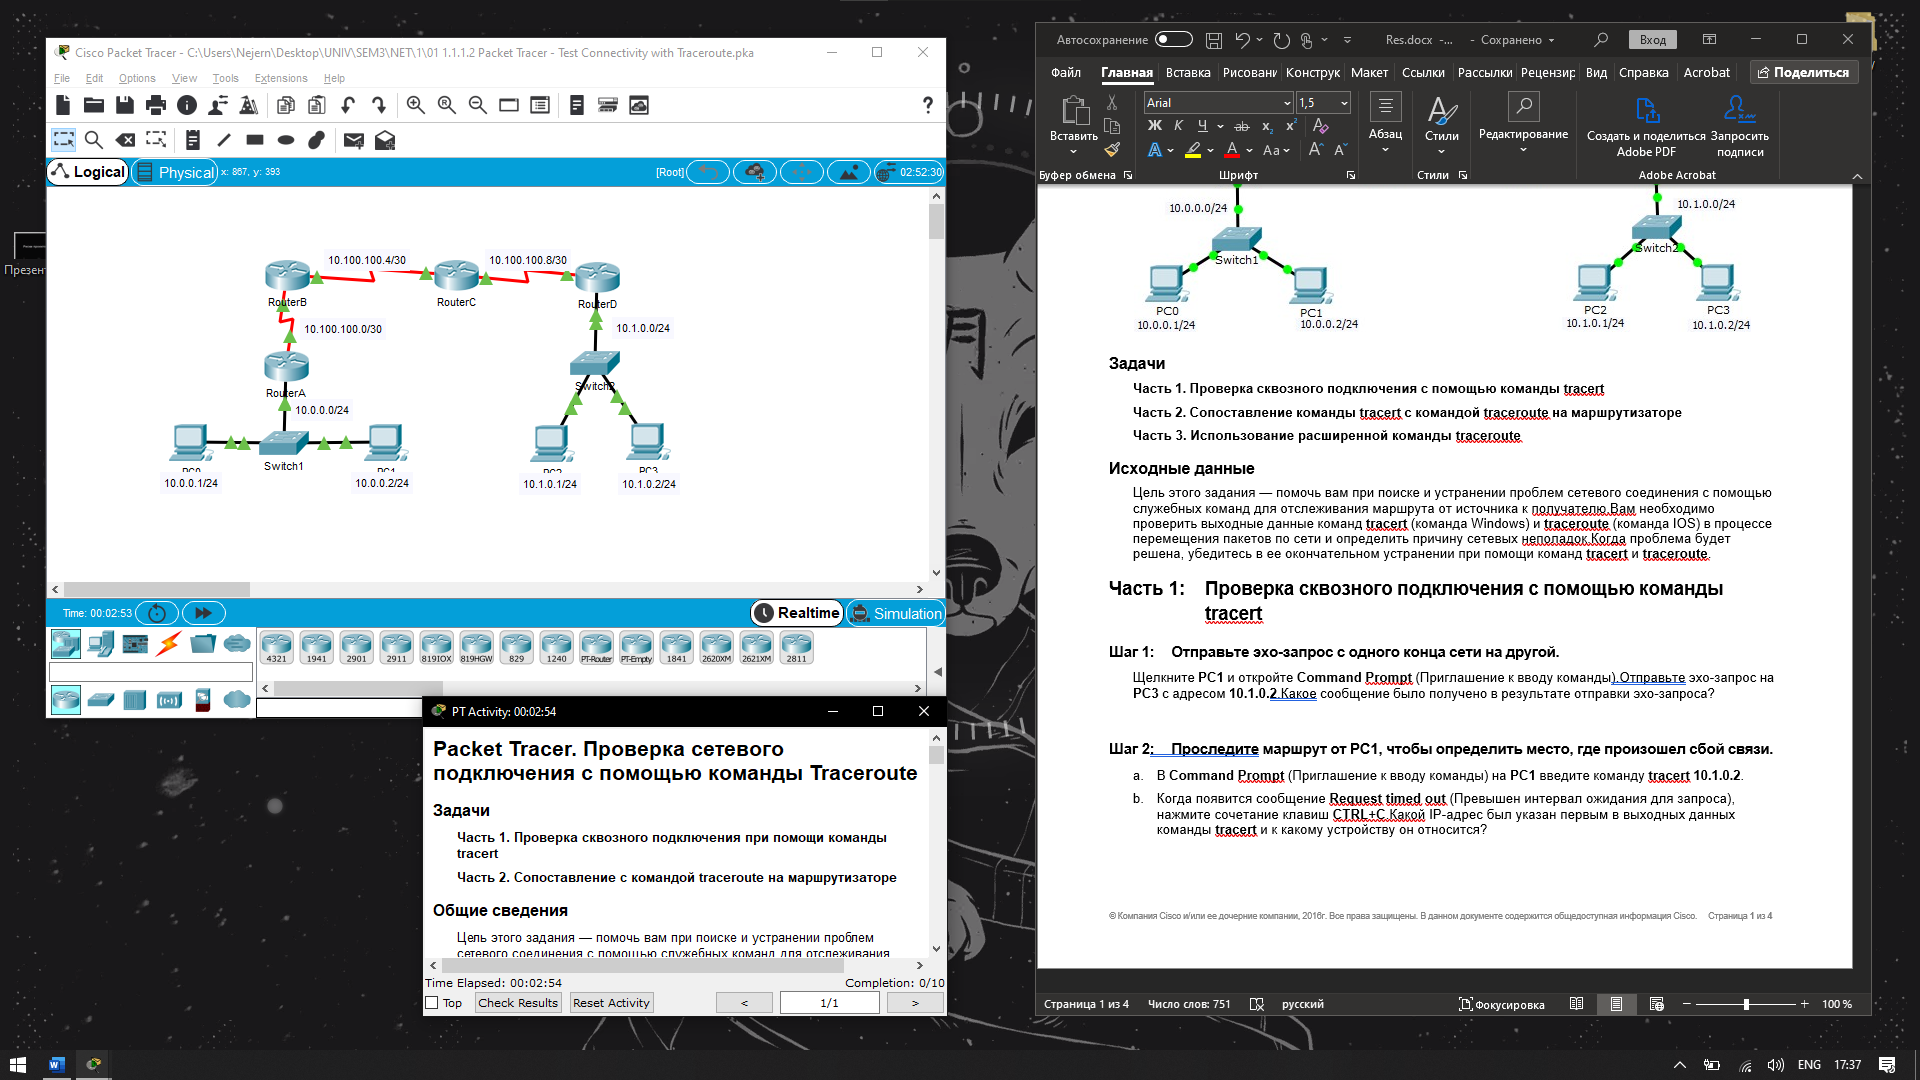 Cisco Packet Tracer - C:\Users\Nejern\Desktop\UNIV\SEM3\NET\1\01 1.1.1.2 Packet Tracer - Test Connectivity with Traceroute.pka
File Edit Options View Tools Extensions Help
?
Logical Physical x: 867, y: 393 [Root] 02:52:30
10.100.100.4/30 10.100.100.8/30
RouterB RouterC RouterD
10.100.100.0/30 10.1.0.0/24
RouterA Switch2
10.0.0.0/24
Switch1
PC0 PC1 PC2 PC3
10.0.0.1/24 10.0.0.2/24 10.1.0.1/24 10.1.0.2/24
Time: 00:02:53 Realtime Simulation
4321 1941 2901 2911 819IOX 819HGW 829 1240 PT-Router PT-Empty 1841 2620XM 2621XM 2811
PT Activity: 00:02:54
Packet Tracer. Проверка сетевого
подключения с помощью команды Traceroute
Задачи
Часть 1. Проверка сквозного подключения при помощи команды
tracert
Часть 2. Сопоставление с командой traceroute на маршрутизаторе
Общие сведения
Цель этого задания — помочь вам при поиске и устранении проблем
сетевого соединения с помощью служебных команд для отслеживания
Time Elapsed: 00:02:54 Completion: 0/10
Top Check Results Reset Activity < 1/1 >
Презент
Автосохранение Res.docx -... - Сохранено Вход
Файл Главная Вставка Рисовани Конструк Макет Ссылки Рассылки Рецензир Вид Справка Acrobat Поделиться
Arial 1,5
Ж К Ч ab x₂ x² A
A A Aa A A
Вставить Абзац Стили Редактирование Создать и поделиться Adobe PDF Запросить подписи
Буфер обмена Шрифт Стили Adobe Acrobat
10.0.0.0/24 10.1.0.0/24
Switch1 Switch2
PC0 PC1 PC2 PC3
10.0.0.1/24 10.0.0.2/24 10.1.0.1/24 10.1.0.2/24
Задачи
Часть 1. Проверка сквозного подключения с помощью команды tracert
Часть 2. Сопоставление команды tracert с командой traceroute на маршрутизаторе
Часть 3. Использование расширенной команды traceroute
Исходные данные
Цель этого задания — помочь вам при поиске и устранении проблем сетевого соединения с помощью
служебных команд для отслеживания маршрута от источника к получателю.Вам необходимо
проверить выходные данные команд tracert (команда Windows) и traceroute (команда IOS) в процессе
перемещения пакетов по сети и определить причину сетевых неполадок.Когда проблема будет
решена, убедитесь в ее окончательном устранении при помощи команд tracert и traceroute.
Часть 1: Проверка сквозного подключения с помощью команды
tracert
Шаг 1: Отправьте эхо-запрос с одного конца сети на другой.
Щелкните PC1 и откройте Command Prompt (Приглашение к вводу команды).Отправьте эхо-запрос на
PC3 с адресом 10.1.0.2.Какое сообщение было получено в результате отправки эхо-запроса?
Шаг 2: Проследите маршрут от PC1, чтобы определить место, где произошел сбой связи.
a. В Command Prompt (Приглашение к вводу команды) на PC1 введите команду tracert 10.1.0.2.
b. Когда появится сообщение Request timed out (Превышен интервал ожидания для запроса),
нажмите сочетание клавиш CTRL+C.Какой IP-адрес был указан первым в выходных данных
команды tracert и к какому устройству он относится?
© Компания Cisco и/или ее дочерние компании, 2016г. Все права защищены. В данном документе содержится общедоступная информация Cisco. Страница 1 из 4
Страница 1 из 4 Число слов: 751 русский Фокусировка − + 100 %
ENG 17:37